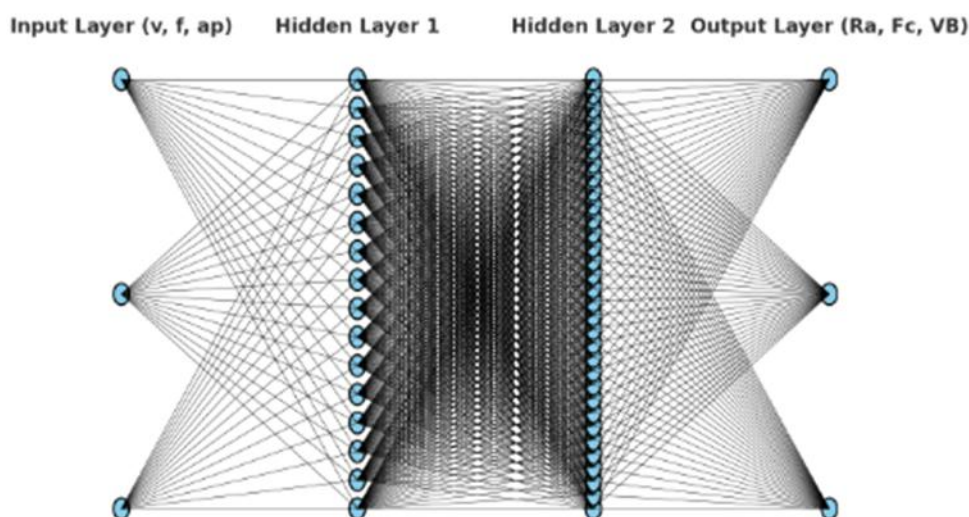 Input Layer (v, f, ap) Hidden Layer 1 Hidden Layer 2 Output Layer (Ra, Fc, VB)